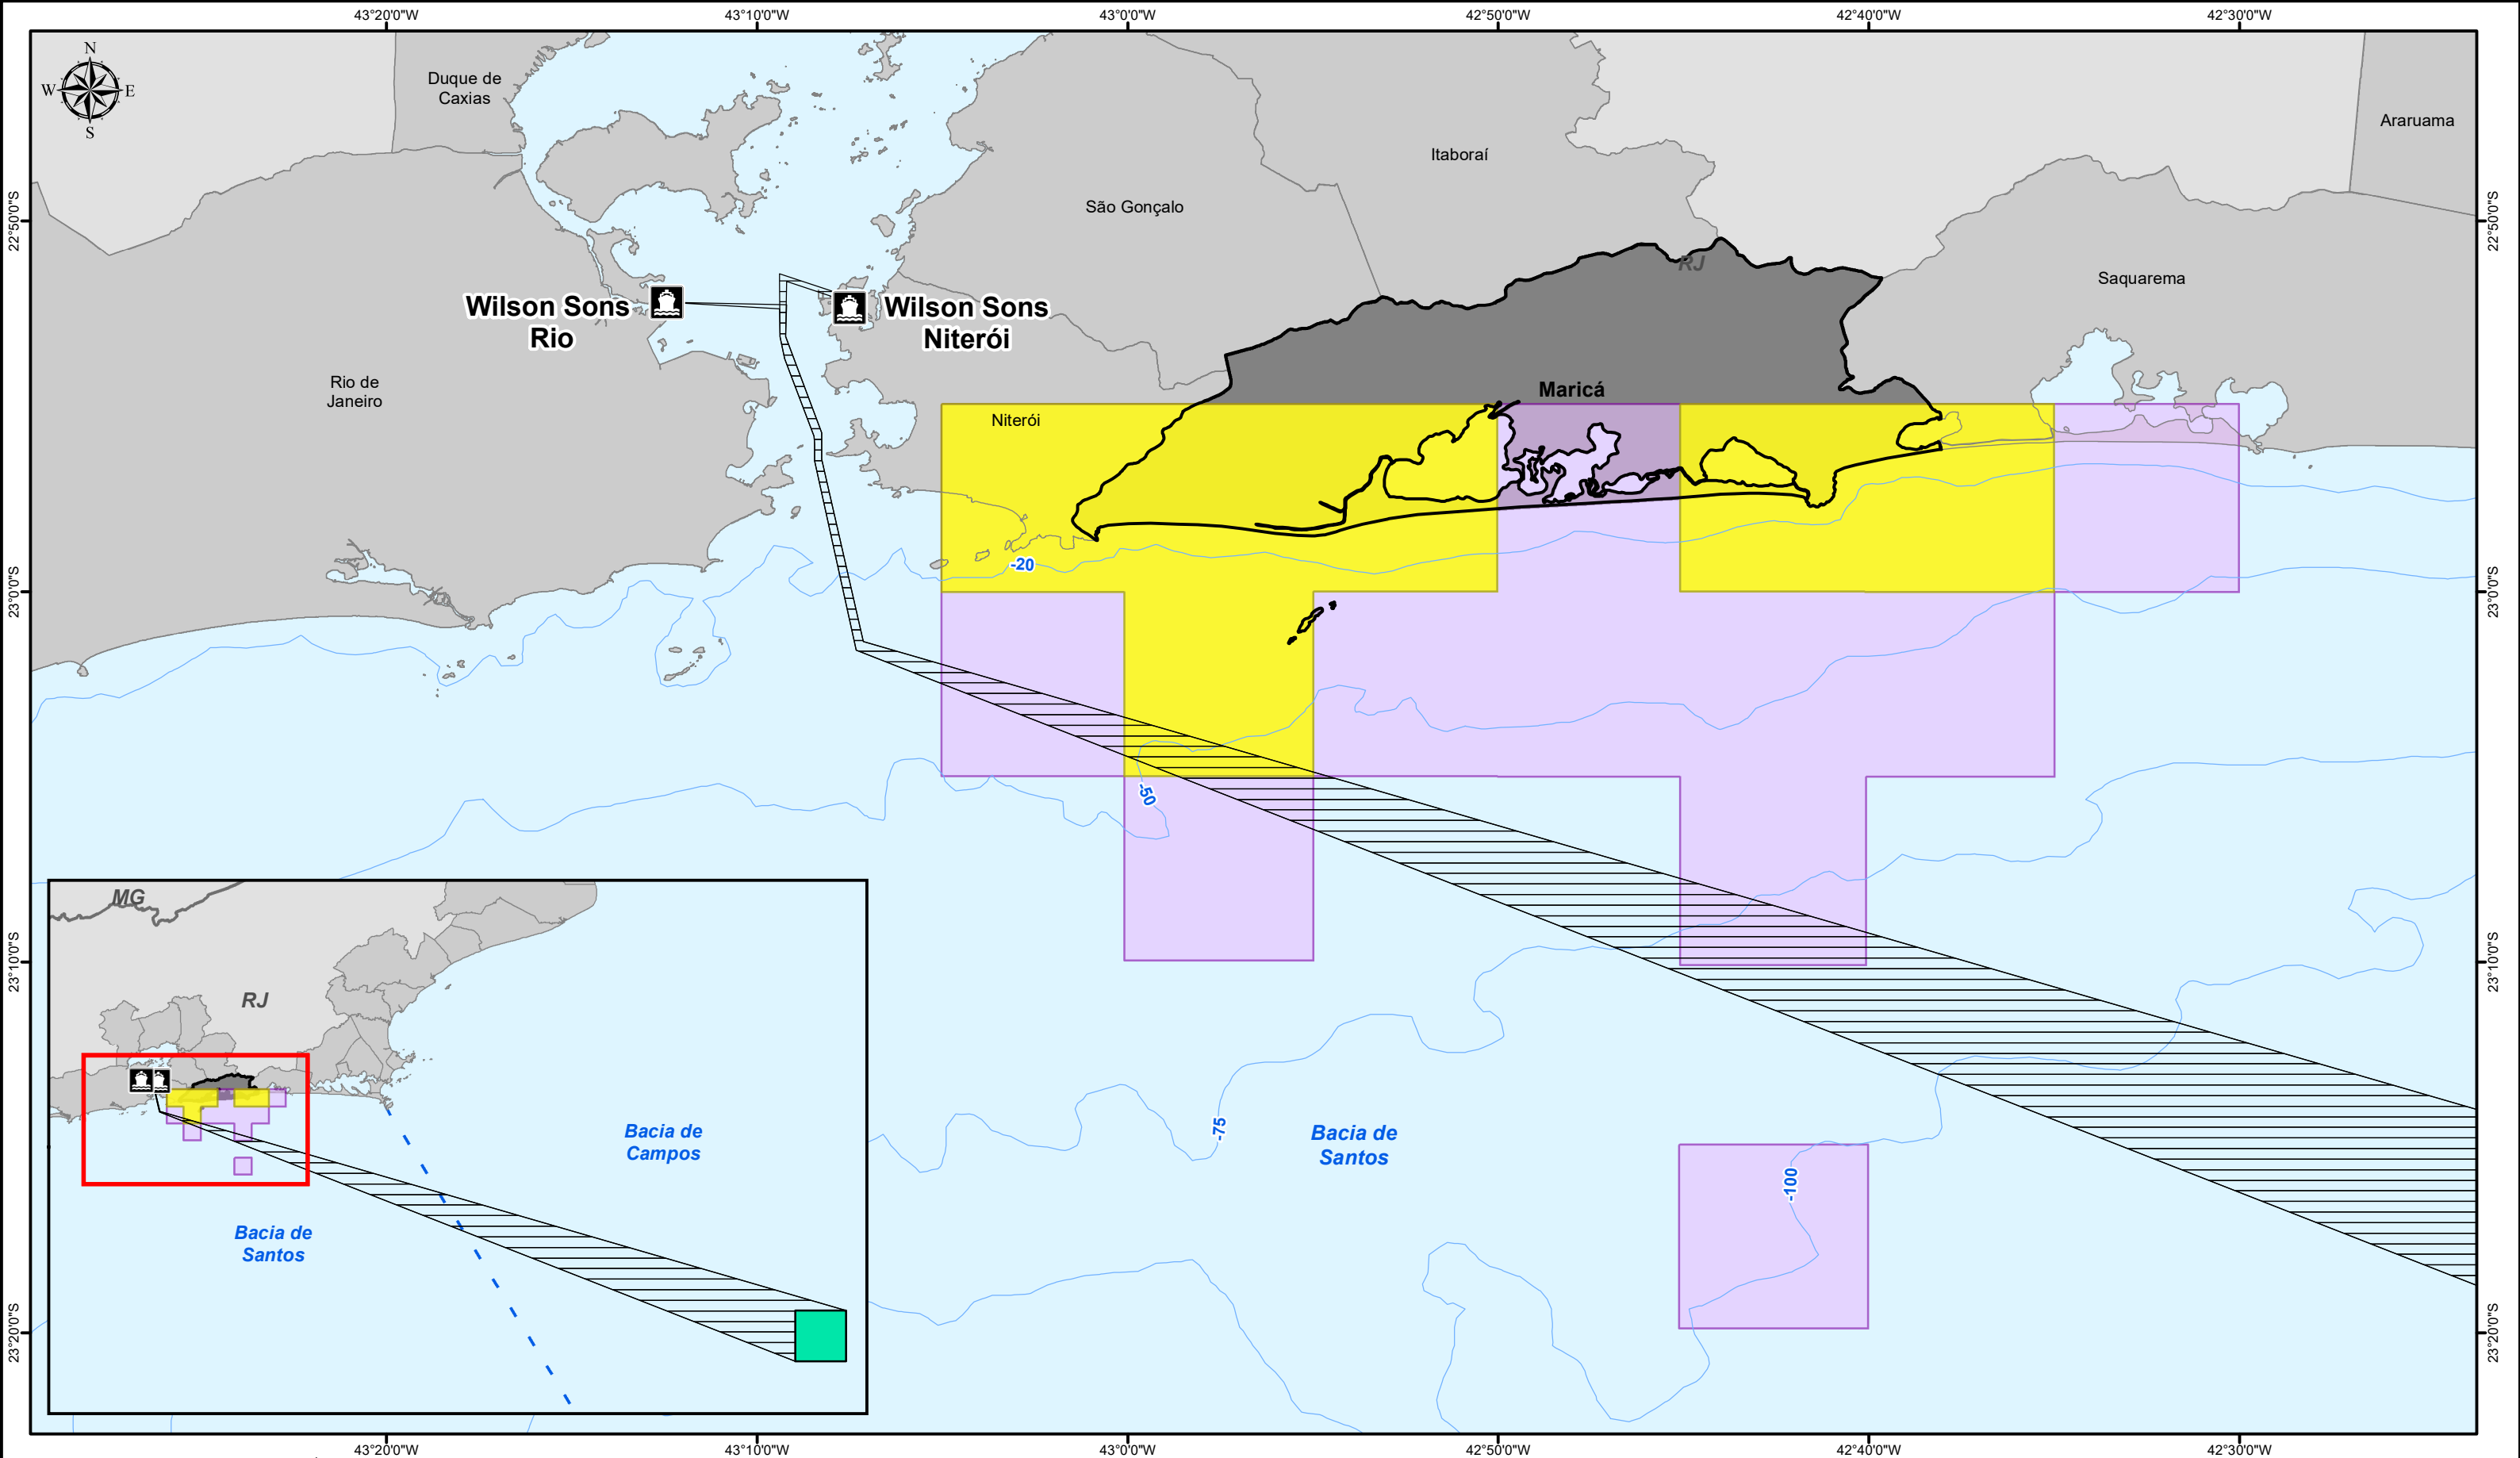 43°20'0"W
43°10'0"W
43°0'0"W
42°50'0"W
42°40'0"W
42°30'0"W
N
W
E
S
Duque de
Caxias
Araruama
Itaboraí
São Gonçalo
22°50'0"S
22°50'0"S
RJ
Saquarema
Wilson Sons
Rio
Wilson Sons
Niterói
Rio de
Janeiro
Maricá
Niterói
-20
23°0'0"S
23°0'0"S
-50
MG
RJ
23°10'0"S
23°10'0"S
Bacia de
Campos
Bacia de
Santos
-75
Bacia de
Santos
-100
23°20'0"S
23°20'0"S
43°20'0"W
43°10'0"W
43°0'0"W
42°50'0"W
42°40'0"W
42°30'0"W